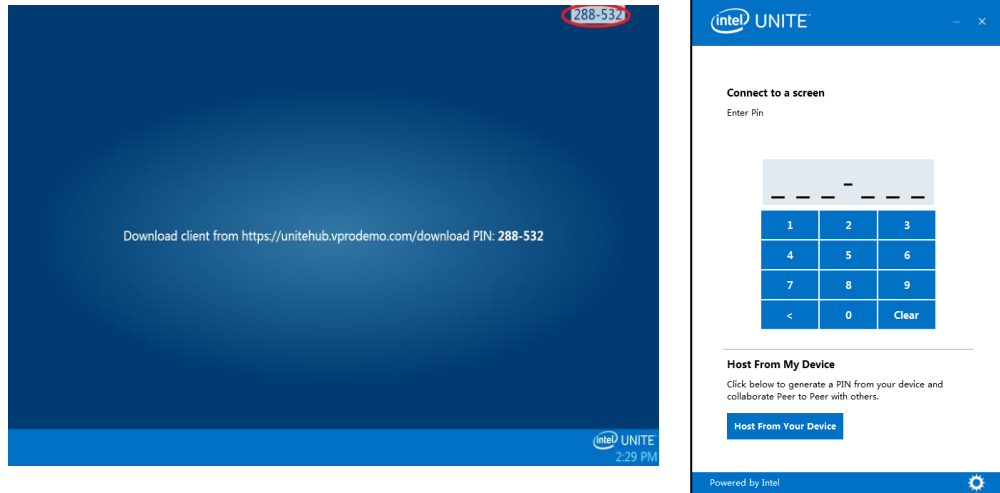 288-532
Download client from https://unitehub.vprodemo.com/download PIN: 288-532
intel UNITE
2:29 PM
intel UNITE
Connect to a screen
Enter Pin
_ _ _ - _ _ _
1 2 3
4 5 6
7 8 9
< 0 Clear
Host From My Device
Click below to generate a PIN from your device and
collaborate Peer to Peer with others.
Host From Your Device
Powered by Intel